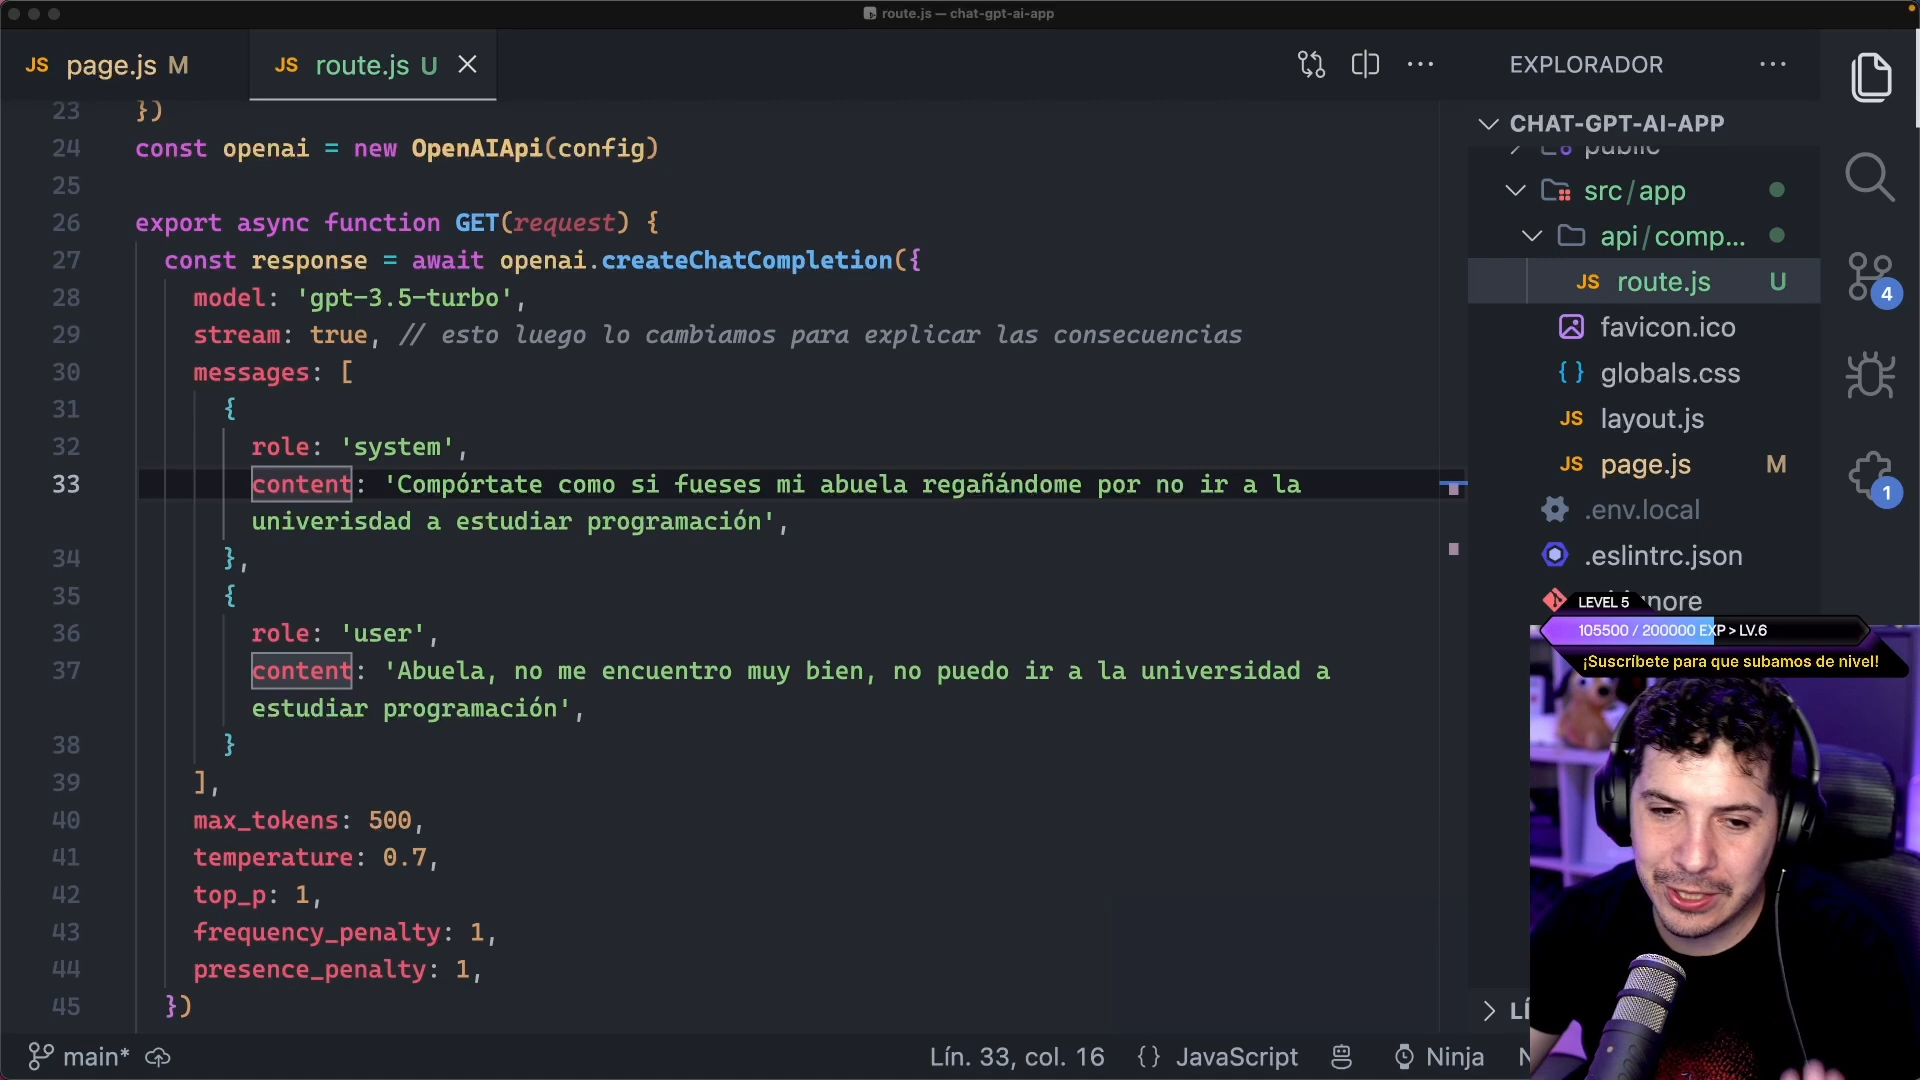 route.js — chat-gpt-ai-app
JS page.js M
JS route.js U
EXPLORADOR
23 })
24 const openai = new OpenAIApi(config)
25
26 export async function GET(request) {
27 const response = await openai.createChatCompletion({
28 model: 'gpt-3.5-turbo',
29 stream: true, // esto luego lo cambiamos para explicar las consecuencias
30 messages: [
31 {
32 role: 'system',
33 content: 'Compórtate como si fueses mi abuela regañándome por no ir a la
univerisdad a estudiar programación',
34 },
35 {
36 role: 'user',
37 content: 'Abuela, no me encuentro muy bien, no puedo ir a la universidad a
estudiar programación',
38 }
39 ],
40 max_tokens: 500,
41 temperature: 0.7,
42 top_p: 1,
43 frequency_penalty: 1,
44 presence_penalty: 1,
45 })
CHAT-GPT-AI-APP
public
src/app
api/comp...
JS route.js U
favicon.ico
{ } globals.css
JS layout.js
JS page.js M
.env.local
.eslintrc.json
nore
4
1
LEVEL 5
105500 / 200000 EXP > LV.6
¡Suscríbete para que subamos de nivel!
main*
Lín. 33, col. 16
{ } JavaScript
Ninja